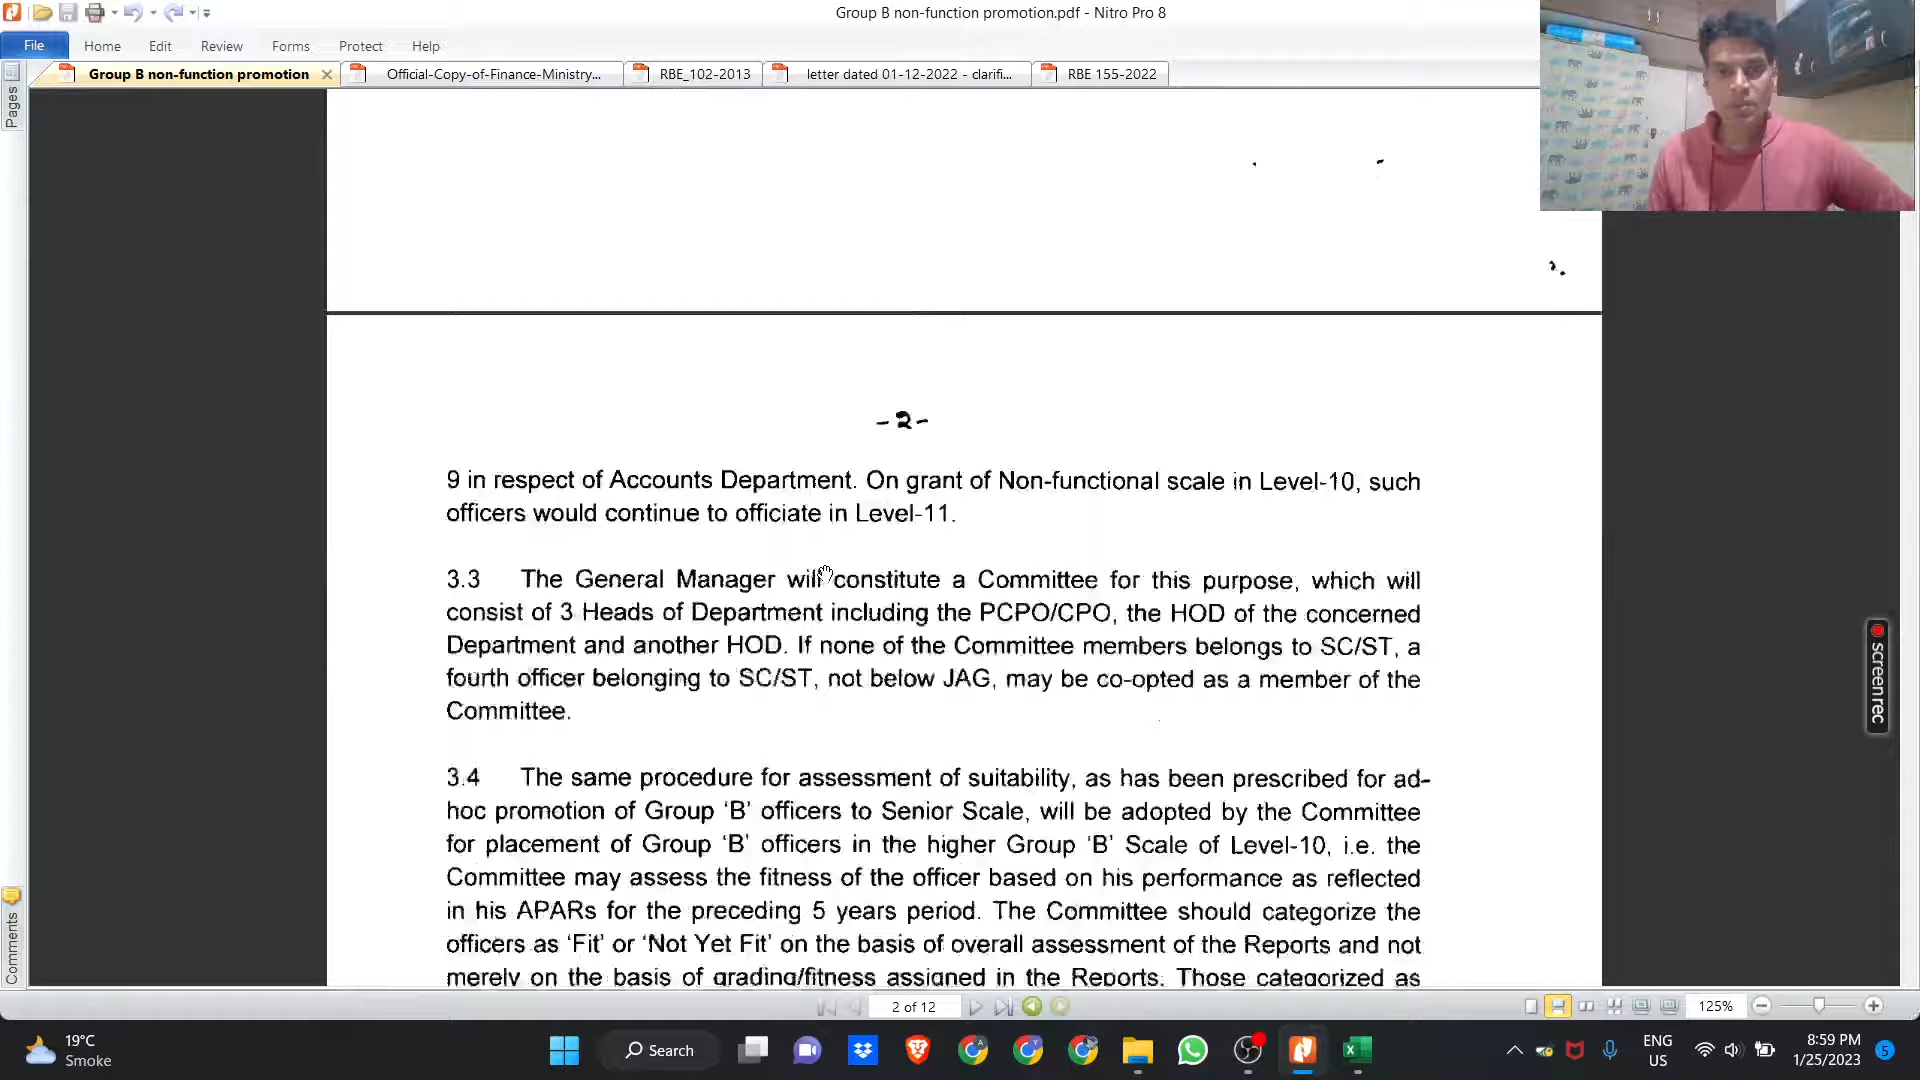 Group B non-function promotion.pdf - Nitro Pro 8
File Home Edit Review Forms Protect Help
Group B non-function promotion Official-Copy-of-Finance-Ministry... RBE_102-2013 letter dated 01-12-2022 - clarifi... RBE 155-2022
Pages
-2-
9 in respect of Accounts Department. On grant of Non-functional scale in Level-10, such
officers would continue to officiate in Level-11.
3.3 The General Manager will constitute a Committee for this purpose, which will
consist of 3 Heads of Department including the PCPO/CPO, the HOD of the concerned
Department and another HOD. If none of the Committee members belongs to SC/ST, a
fourth officer belonging to SC/ST, not below JAG, may be co-opted as a member of the
Committee.
3.4 The same procedure for assessment of suitability, as has been prescribed for ad-
hoc promotion of Group 'B' officers to Senior Scale, will be adopted by the Committee
for placement of Group 'B' officers in the higher Group 'B' Scale of Level-10, i.e. the
Committee may assess the fitness of the officer based on his performance as reflected
in his APARs for the preceding 5 years period. The Committee should categorize the
officers as 'Fit' or 'Not Yet Fit' on the basis of overall assessment of the Reports and not
merely on the basis of grading/fitness assigned in the Reports. Those categorized as
screenrec
Comments
2 of 12
125%
19°C
Smoke
Search
ENG
US
8:59 PM
1/25/2023
5